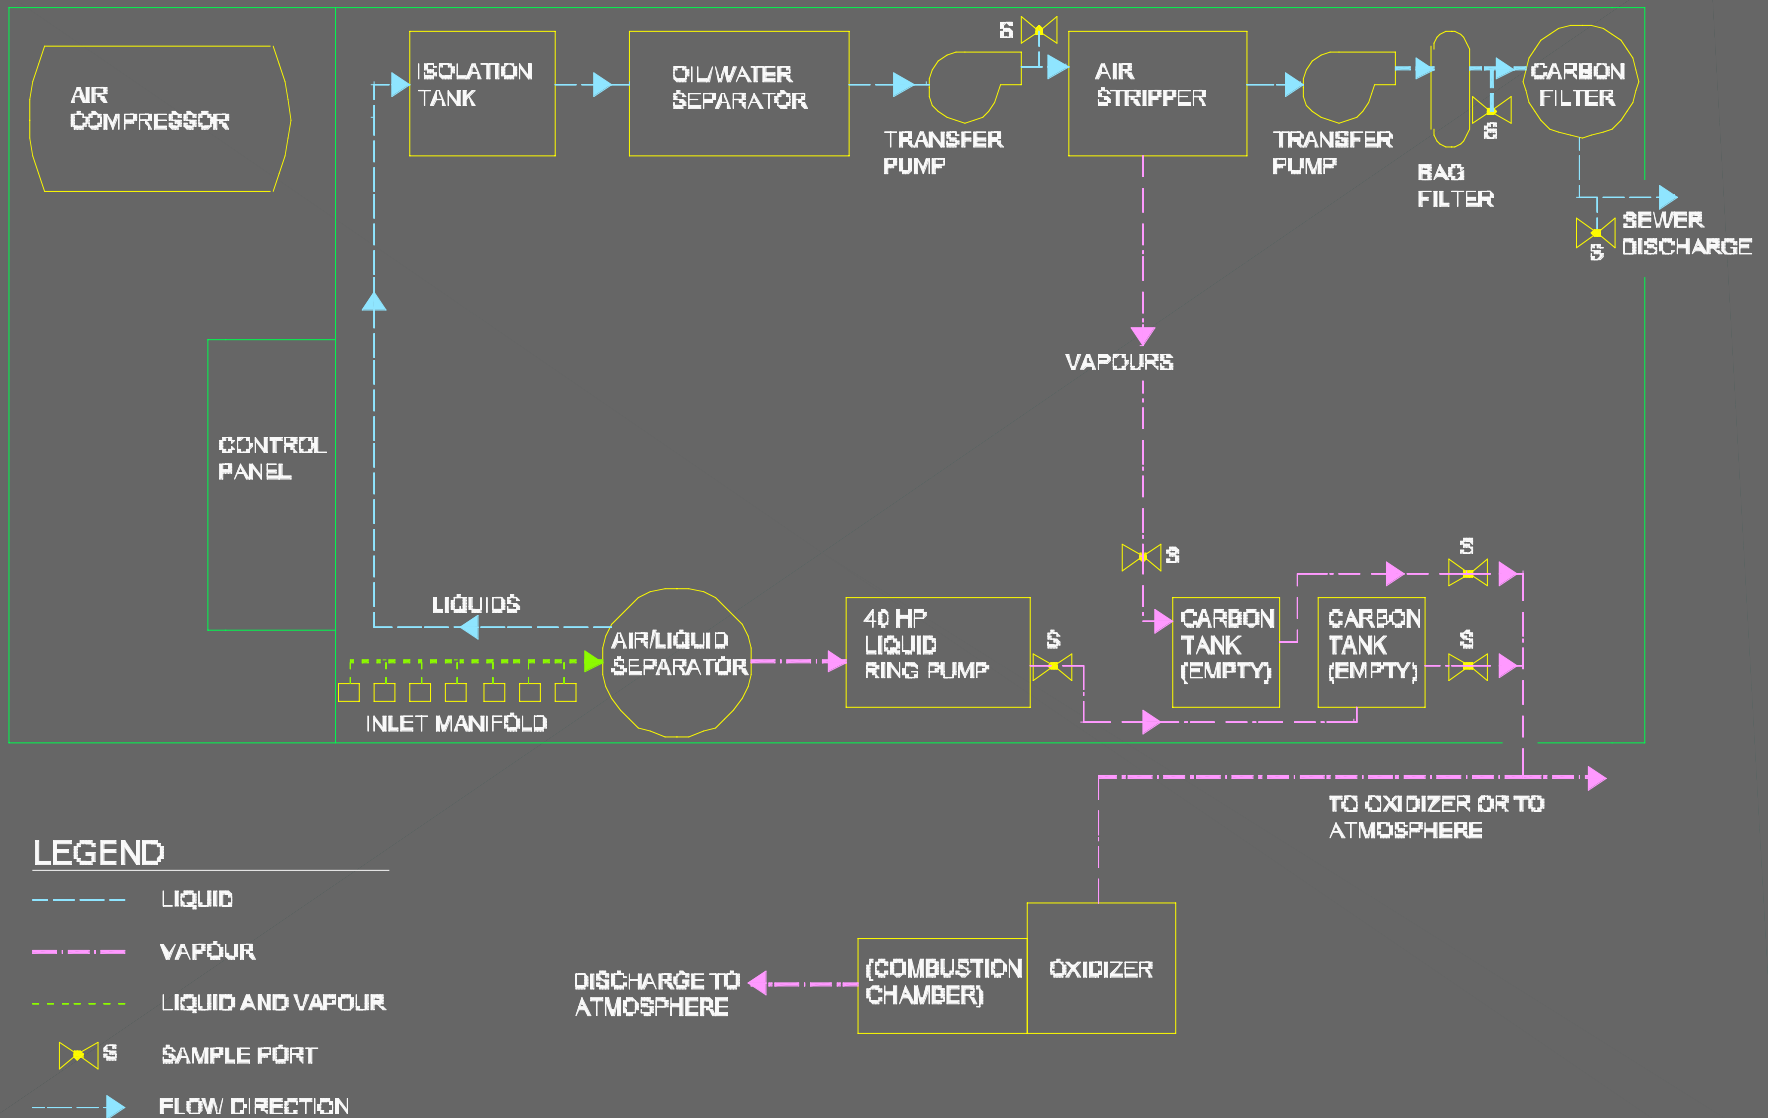 AIR
COMPRESSOR
ISOLATION
TANK
OIL/WATER
SEPARATOR
TRANSFER
PUMP
S
AIR
STRIPPER
TRANSFER
PUMP
BAG
FILTER
S
CARBON
FILTER
S
SEWER
DISCHARGE
VAPOURS
CONTROL
PANEL
LIQUIDS
INLET MANIFOLD
AIR/LIQUID
SEPARATOR
40 HP
LIQUID
RING PUMP
S
S
CARBON
TANK
(EMPTY)
CARBON
TANK
(EMPTY)
S
S
TO OXIDIZER OR TO
ATMOSPHERE
DISCHARGE TO
ATMOSPHERE
(COMBUSTION
CHAMBER)
OXIDIZER
LEGEND
LIQUID
VAPOUR
LIQUID AND VAPOUR
S SAMPLE PORT
FLOW DIRECTION